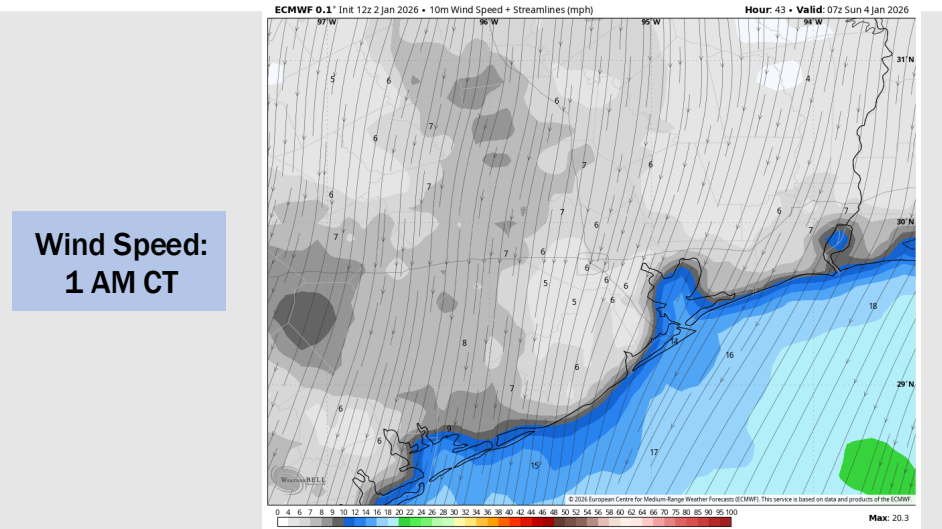 ECMWF 0.1° Init 12z 2 Jan 2026 • 10m Wind Speed + Streamlines (mph)
Hour: 43 • Valid: 07z Sun 4 Jan 2026
97°W 96°W 95°W 94°W
31°N
5 6 4
6
7
6
7 6
7
6
7 6 6 7
30°N
7 7
7 6
6
5 6 6
5 6
18
8 14
16
6
29°N
7
6
9
6
17
15
WeatherBELL
© 2026 European Centre for Medium-Range Weather Forecasts (ECMWF). This service is based on data and products of the ECMWF.
0 4 6 7 8 9 10 12 14 16 18 20 22 24 26 28 30 32 34 36 38 40 42 44 46 48 50 52 54 56 58 60 62 64 66 70 75 80 85 90 95 100
Max: 20.3
Wind Speed:
1 AM CT